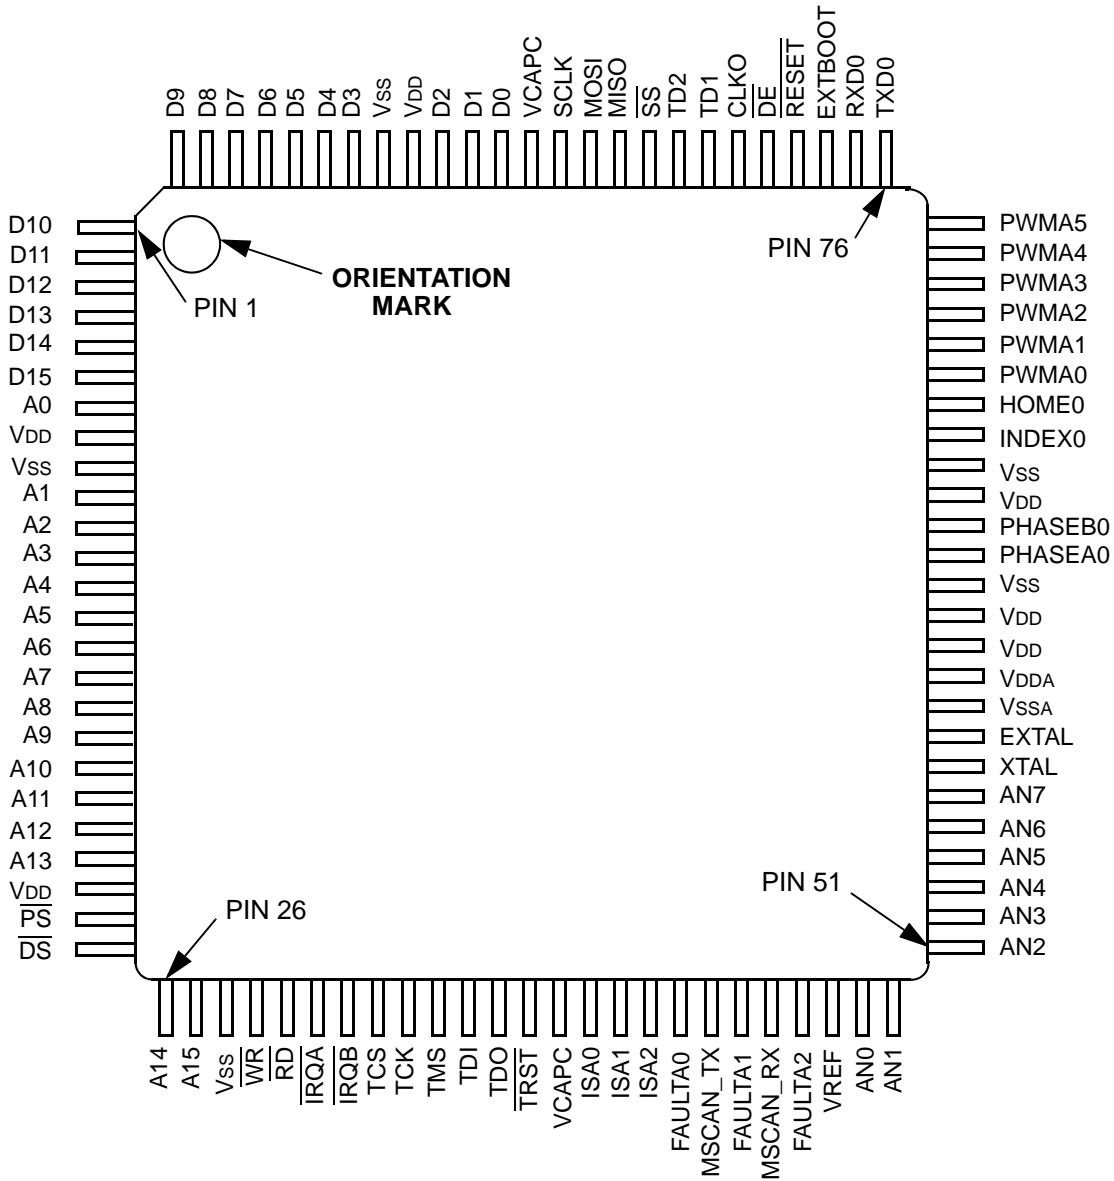 D9
D8
D7
D6
D5
D4
D3
VSS
VDD
D2
D1
D0
VCAPC
SCLK
MOSI
MISO
SS
TD2
TD1
CLKO
DE
RESET
EXTBOOT
RXD0
TXD0
D10
D11
D12
D13
D14
D15
A0
VDD
VSS
A1
A2
A3
A4
A5
A6
A7
A8
A9
A10
A11
A12
A13
VDD
PS
DS
PIN 1
ORIENTATION
MARK
PIN 76
PIN 26
PIN 51
PWMA5
PWMA4
PWMA3
PWMA2
PWMA1
PWMA0
HOME0
INDEX0
VSS
VDD
PHASEB0
PHASEA0
VSS
VDD
VDD
VDDA
VSSA
EXTAL
XTAL
AN7
AN6
AN5
AN4
AN3
AN2
A14
A15
VSS
WR
RD
IRQA
IRQB
TCS
TCK
TMS
TDI
TDO
TRST
VCAPC
ISA0
ISA1
ISA2
FAULTA0
MSCAN_TX
FAULTA1
MSCAN_RX
FAULTA2
VREF
AN0
AN1